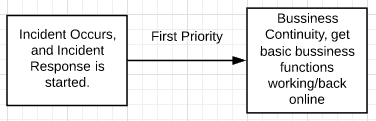 Incident Occurs,
and Incident
Response is
started.
First Priority
Bussiness
Continuity, get
basic bussiness
functions
working/back
online